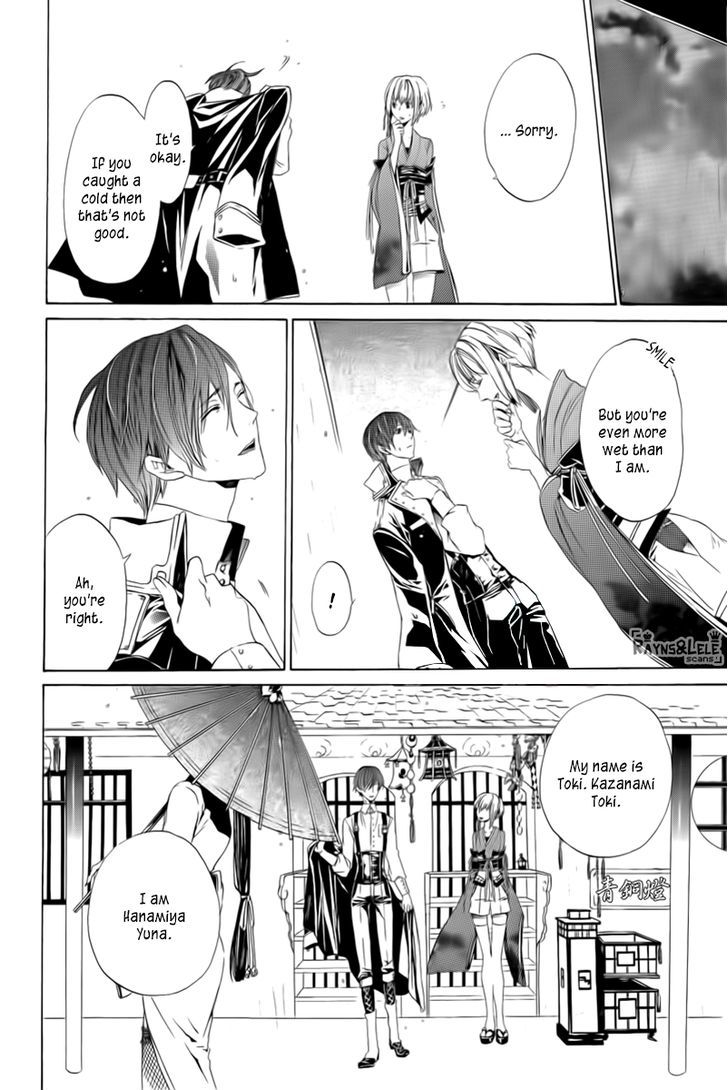 ... Sorry.
It's
okay.
If you
caught a
cold then
that's not
good.
SMILE
But you're
even more
wet than
I am.
!
Ah,
you're
right.
RAYNS&LELE
scans
My name is
Toki. Kazanami
Toki.
青銅燈
I am
Hanamiya
Yuna.